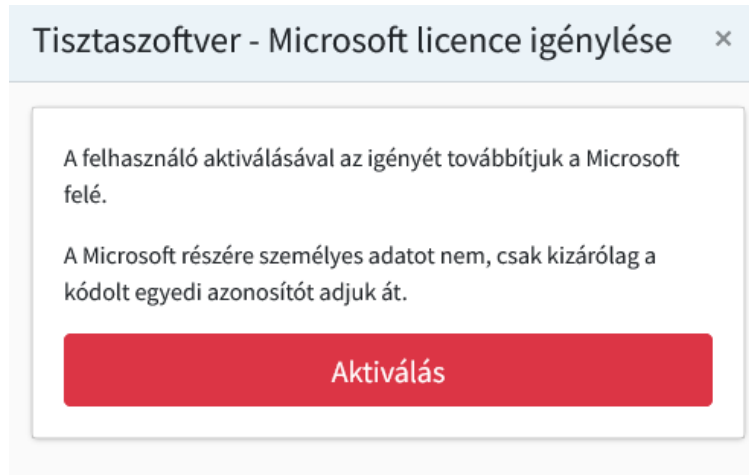 Tisztaszoftver - Microsoft licence igénylése ×
A felhasználó aktiválásával az igényét továbbítjuk a Microsoft
felé.
A Microsoft részére személyes adatot nem, csak kizárólag a
kódolt egyedi azonosítót adjuk át.
Aktiválás